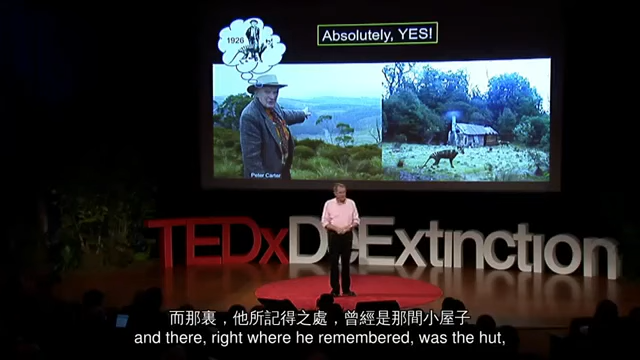 1926
Absolutely, YES!
Peter Carter
TEDxDeExtinction
而那裏，他所記得之處，曾經是那間小屋子
and there, right where he remembered, was the hut,